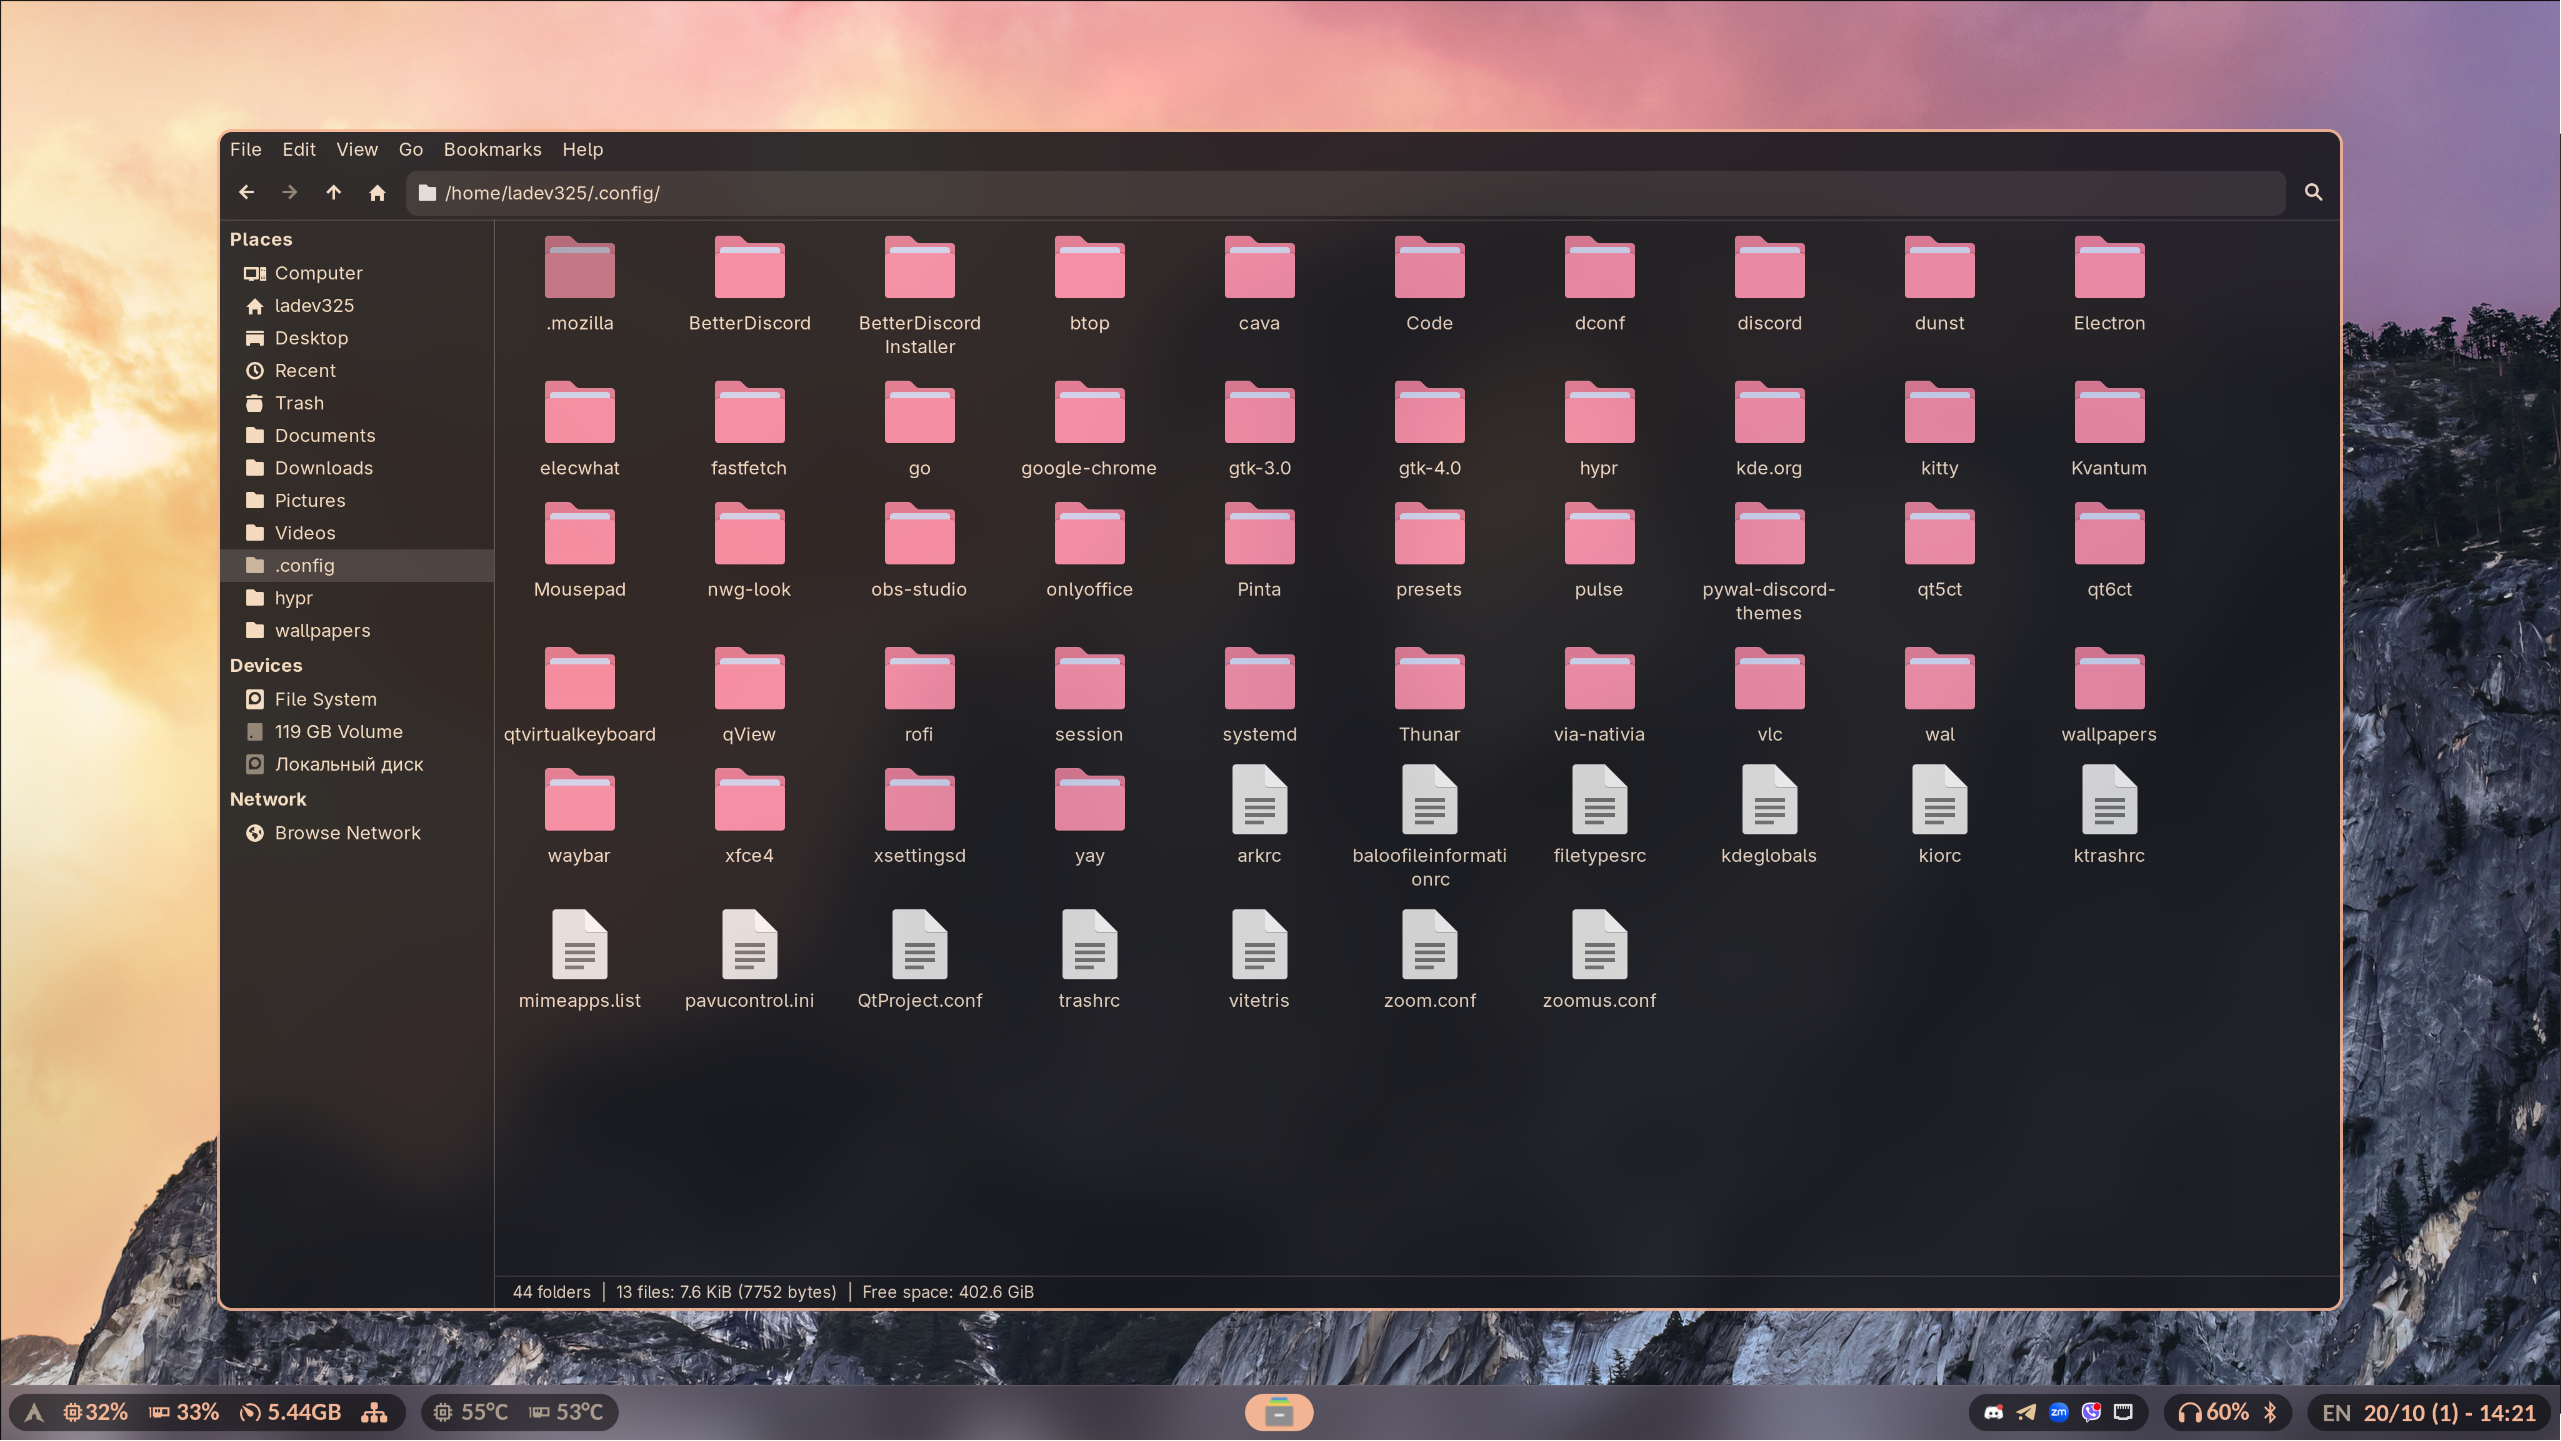 File Edit View Go Bookmarks Help
/home/ladev325/.config/
Places
Computer
ladev325
Desktop
Recent
Trash
Documents
Downloads
Pictures
Videos
.config
hypr
wallpapers
Devices
File System
119 GB Volume
Локальный диск
Network
Browse Network
.mozilla BetterDiscord BetterDiscord btop cava Code dconf discord dunst Electron
Installer
elecwhat fastfetch go google-chrome gtk-3.0 gtk-4.0 hypr kde.org kitty Kvantum
Mousepad nwg-look obs-studio onlyoffice Pinta presets pulse pywal-discord- qt5ct qt6ct
themes
qtvirtualkeyboard qView rofi session systemd Thunar via-nativia vlc wal wallpapers
waybar xfce4 xsettingsd yay arkrc baloofileinformati filetypesrc kdeglobals kiorc ktrashrc
onrc
mimeapps.list pavucontrol.ini QtProject.conf trashrc vitetris zoom.conf zoomus.conf
44 folders | 13 files: 7.6 KiB (7752 bytes) | Free space: 402.6 GiB
32% 33% 5.44GB 55°C 53°C zm 60% EN 20/10 (1) - 14:21